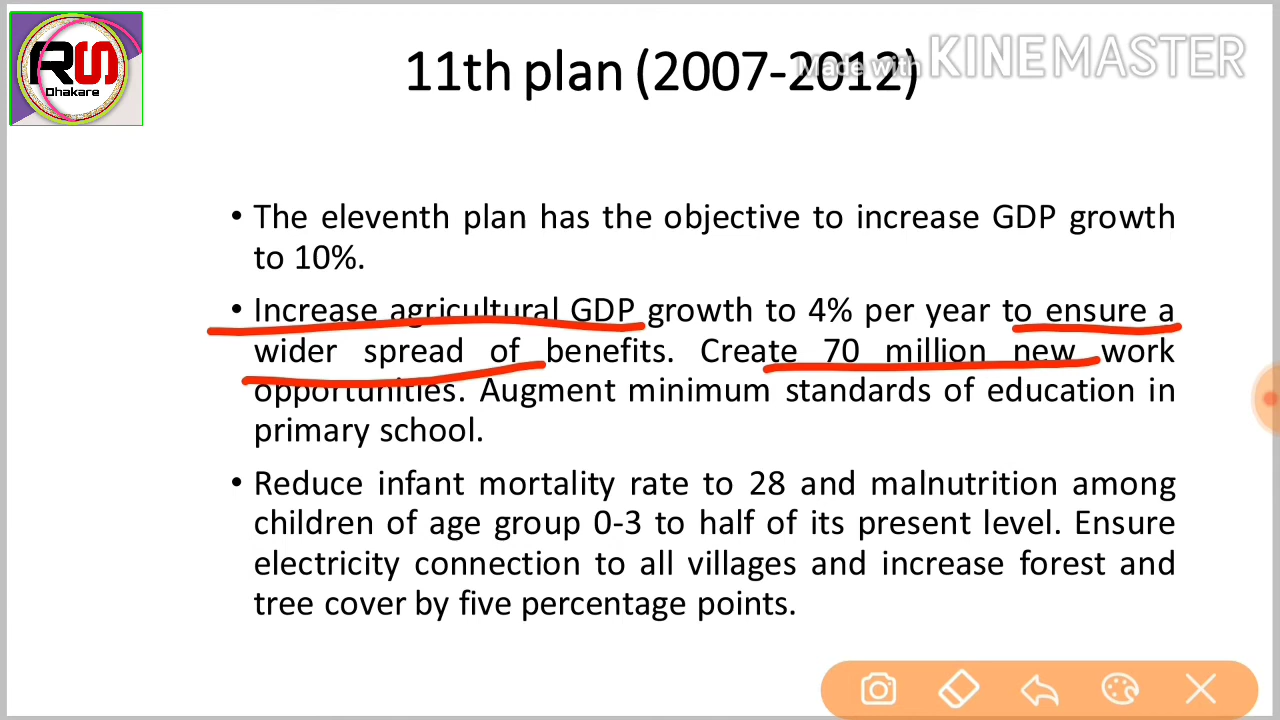 RS
Dhakare
11th plan (2007-2012)
Made with KINEMASTER
• The eleventh plan has the objective to increase GDP growth
to 10%.
• Increase agricultural GDP growth to 4% per year to ensure a
wider spread of benefits. Create 70 million new work
opportunities. Augment minimum standards of education in
primary school.
• Reduce infant mortality rate to 28 and malnutrition among
children of age group 0-3 to half of its present level. Ensure
electricity connection to all villages and increase forest and
tree cover by five percentage points.